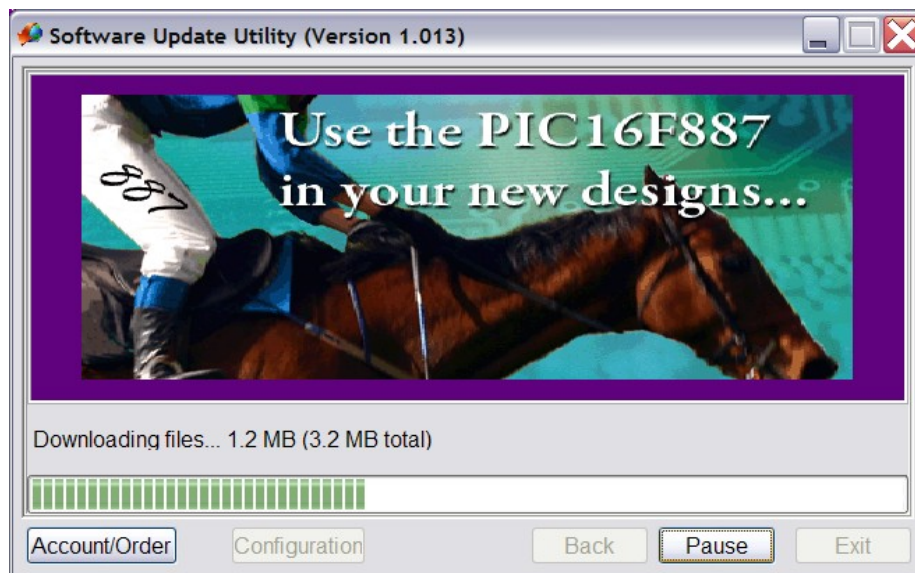 Software Update Utility (Version 1.013)
Use the PIC16F887
in your new designs...
887
Downloading files... 1.2 MB (3.2 MB total)
Account/Order
Configuration
Back
Pause
Exit